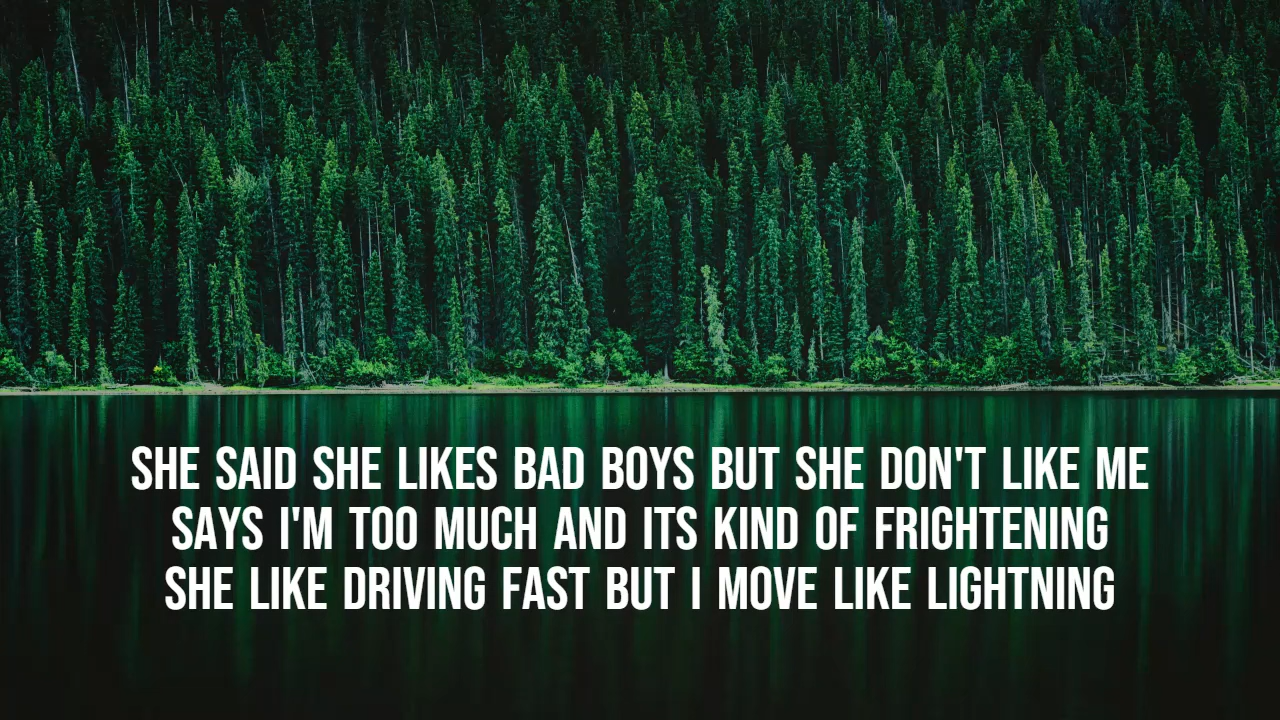 SHE SAID SHE LIKES BAD BOYS BUT SHE DON'T LIKE ME
SAYS I'M TOO MUCH AND ITS KIND OF FRIGHTENING
SHE LIKE DRIVING FAST BUT I MOVE LIKE LIGHTNING